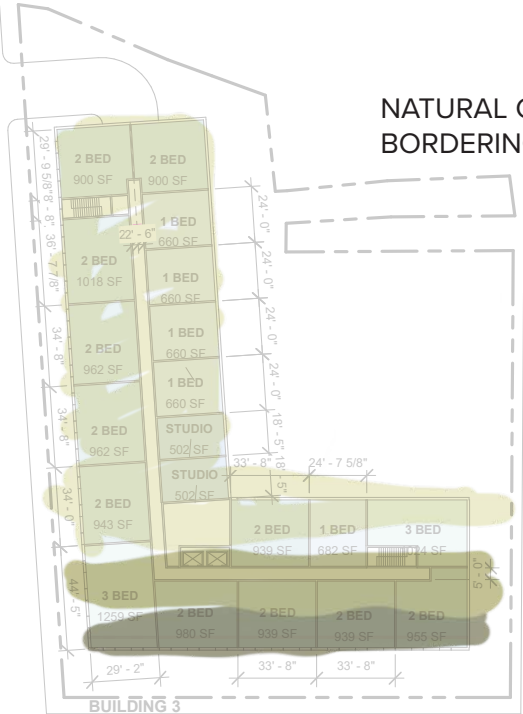 NATURAL
BORDERING
2 BED
900 SF
2 BED
900 SF
29' - 9 5/8"
8' - 8"
36' - 7 7/8"
34' - 8"
34' - 8"
34' - 0"
44' - 5"
22' - 6"
1 BED
660 SF
2 BED
1018 SF
1 BED
660 SF
1 BED
660 SF
2 BED
962 SF
1 BED
660 SF
2 BED
962 SF
STUDIO
502 SF
STUDIO
502 SF
2 BED
943 SF
24' - 0"
24' - 0"
24' - 0"
24' - 0"
18' - 5"
18' - 5"
33' - 8"
24' - 7 5/8"
2 BED
939 SF
1 BED
682 SF
3 BED
3 BED
1259 SF
2 BED
980 SF
2 BED
939 SF
2 BED
939 SF
2 BED
955 SF
29' - 2"
33' - 8"
33' - 8"
BUILDING 3